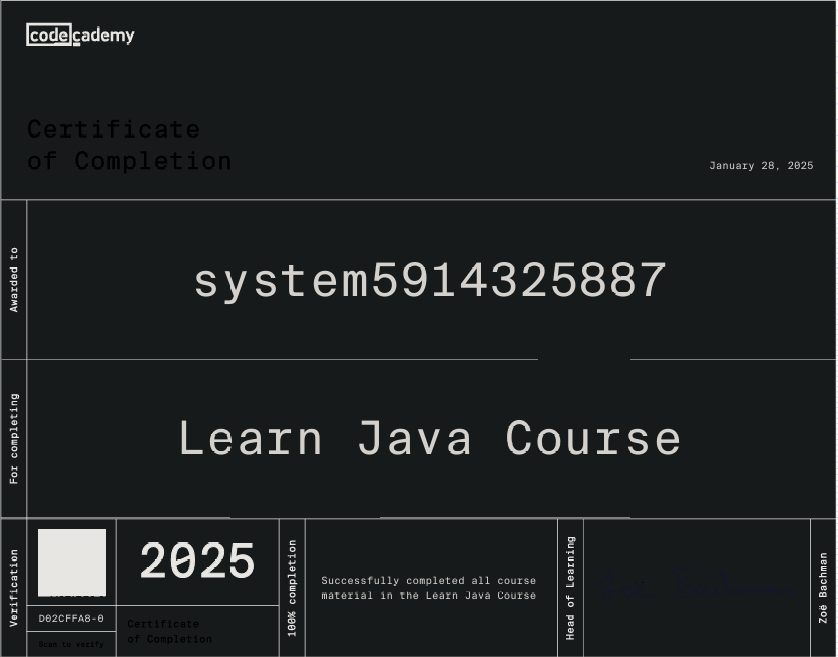 codecademy
Certificate
of Completion
January 28, 2025
Awarded to
system5914325887
For completing
Learn Java Course
Verification
D02CFFA8-0
Scan to verify
2025
Certificate
of Completion
100% completion
Successfully completed all course
material in the Learn Java Course
Head of Learning
Zoë Bachman